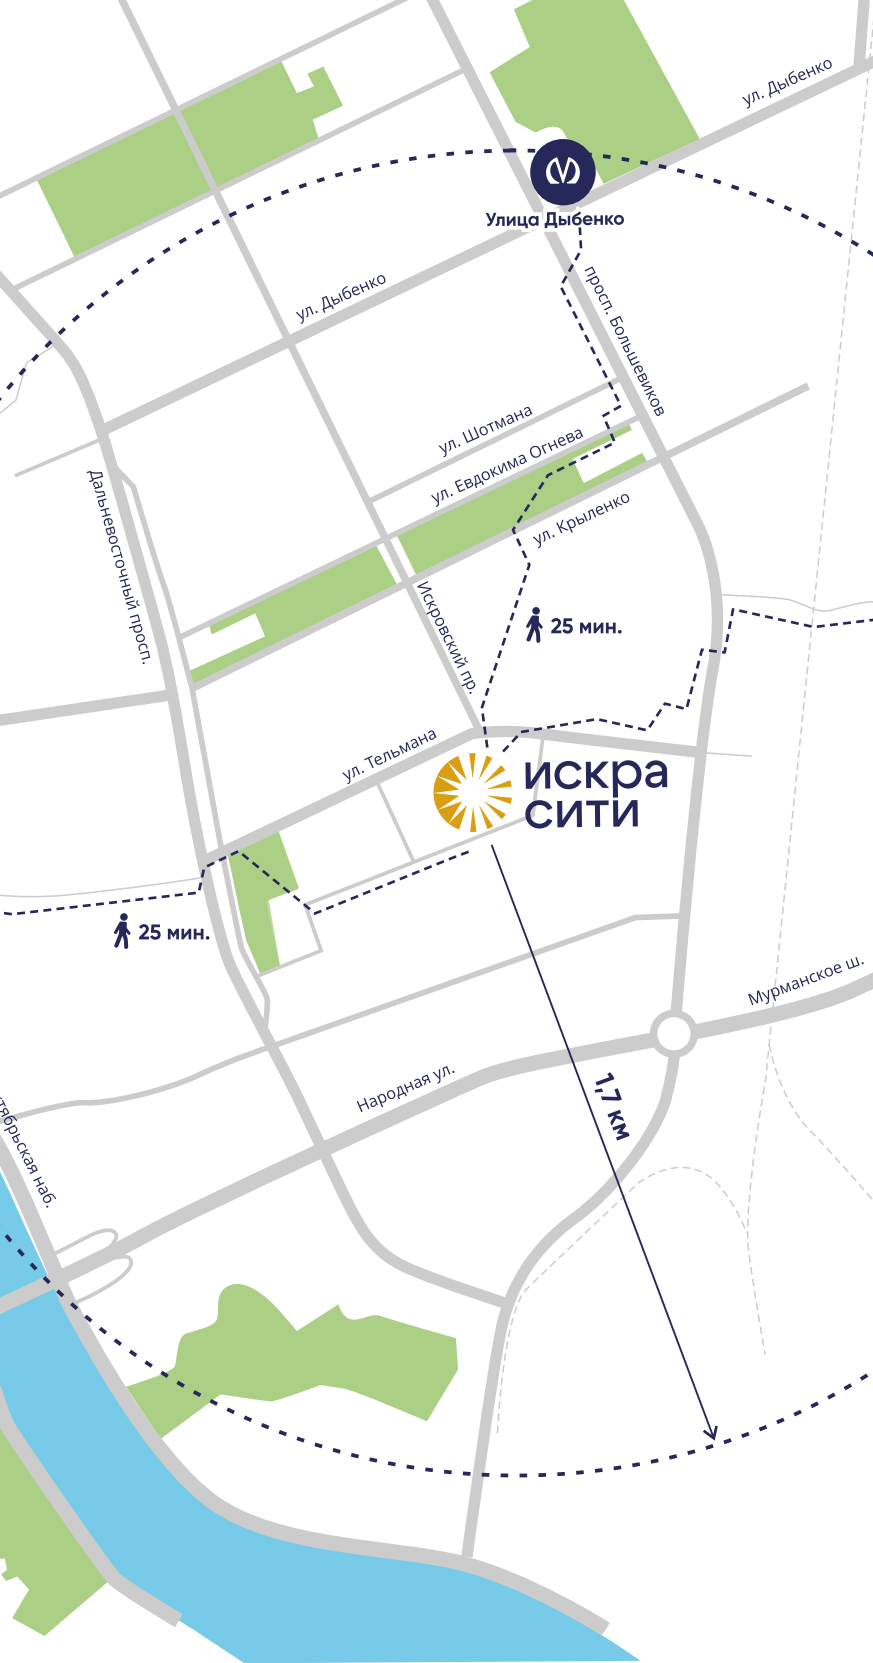 ул. Дыбенко
Улица Дыбенко
ул. Дыбенко
просп. Большевиков
ул. Шотмана
ул. Евдокима Огнева
ул. Крыленко
Дальневосточный просп.
Искровский пр.
25 мин.
ул. Тельмана
искра
сити
25 мин.
Мурманское ш.
Народная ул.
1,7 км
наб.